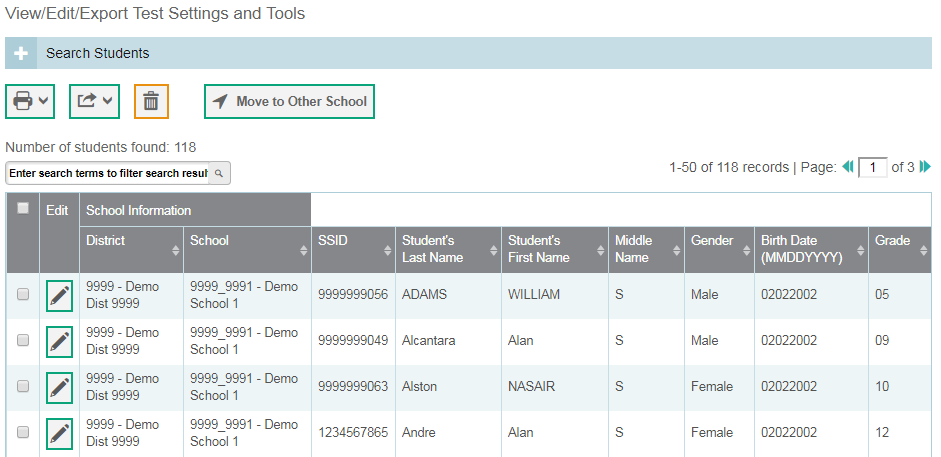 View/Edit/Export Test Settings and Tools
Search Students
Move to Other School
Number of students found: 118
Enter search terms to filter search resul
1-50 of 118 records | Page: 1 of 3
Edit School Information
District School SSID Student's Last Name Student's First Name Middle Name Gender Birth Date (MMDDYYYY) Grade
9999 - Demo Dist 9999 9999_9991 - Demo School 1 9999999056 ADAMS WILLIAM S Male 02022002 05
9999 - Demo Dist 9999 9999_9991 - Demo School 1 9999999049 Alcantara Alan S Male 02022002 09
9999 - Demo Dist 9999 9999_9991 - Demo School 1 9999999063 Alston NASAIR S Female 02022002 10
9999 - Demo Dist 9999 9999_9991 - Demo School 1 1234567865 Andre Alan S Female 02022002 12